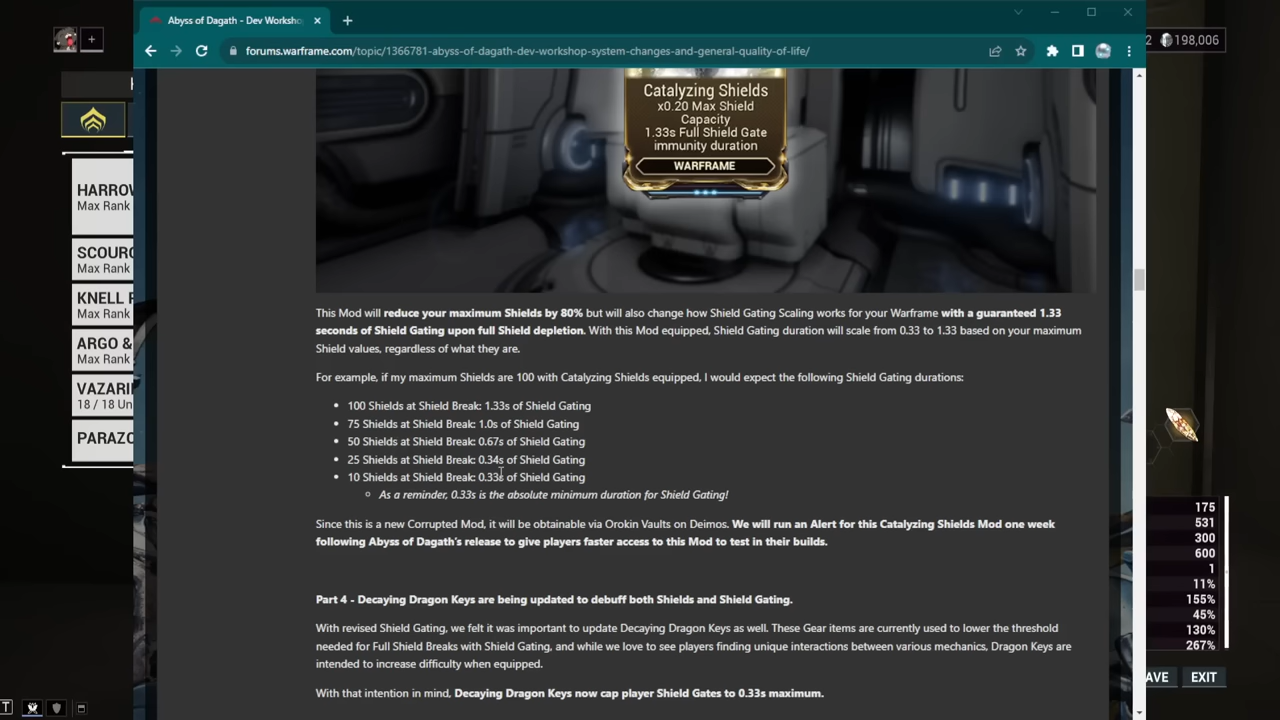 Abyss of Dagath - Dev Worksho
forums.warframe.com/topic/1366781-abyss-of-dagath-dev-workshop-system-changes-and-general-quality-of-life/
2 198,006
H
Catalyzing Shields
x0.20 Max Shield
Capacity
1.33s Full Shield Gate
immunity duration
WARFRAME
HARROW
Max Rank
SCOURG
Max Rank
KNELL P
Max Rank
ARGO &
Max Rank
VAZARI
18 / 18 Un
PARAZO
This Mod will reduce your maximum Shields by 80% but will also change how Shield Gating Scaling works for your Warframe with a guaranteed 1.33
seconds of Shield Gating upon full Shield depletion. With this Mod equipped, Shield Gating duration will scale from 0.33 to 1.33 based on your maximum
Shield values, regardless of what they are.
For example, if my maximum Shields are 100 with Catalyzing Shields equipped, I would expect the following Shield Gating durations:
• 100 Shields at Shield Break: 1.33s of Shield Gating
• 75 Shields at Shield Break: 1.0s of Shield Gating
• 50 Shields at Shield Break: 0.67s of Shield Gating
• 25 Shields at Shield Break: 0.34s of Shield Gating
• 10 Shields at Shield Break: 0.33s of Shield Gating
○ As a reminder, 0.33s is the absolute minimum duration for Shield Gating!
Since this is a new Corrupted Mod, it will be obtainable via Orokin Vaults on Deimos. We will run an Alert for this Catalyzing Shields Mod one week
following Abyss of Dagath's release to give players faster access to this Mod to test in their builds.
Part 4 - Decaying Dragon Keys are being updated to debuff both Shields and Shield Gating.
With revised Shield Gating, we felt it was important to update Decaying Dragon Keys as well. These Gear items are currently used to lower the threshold
needed for Full Shield Breaks with Shield Gating, and while we love to see players finding unique interactions between various mechanics, Dragon Keys are
intended to increase difficulty when equipped.
With that intention in mind, Decaying Dragon Keys now cap player Shield Gates to 0.33s maximum.
175
531
300
600
1
11%
155%
45%
130%
267%
AVE EXIT
T